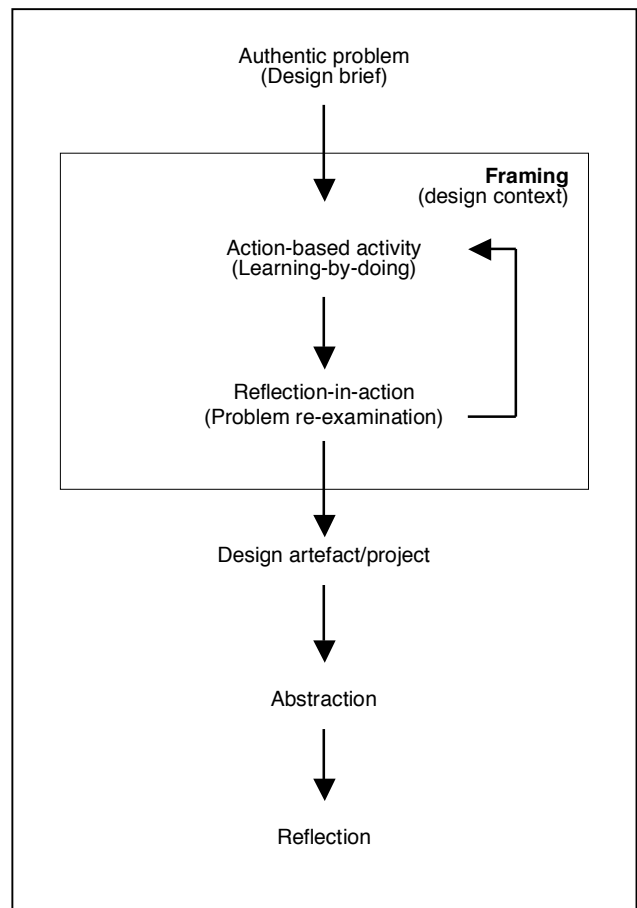 Authentic problem
(Design brief)
Framing
(design context)
Action-based activity
(Learning-by-doing)
Reflection-in-action
(Problem re-examination)
Design artefact/project
Abstraction
Reflection